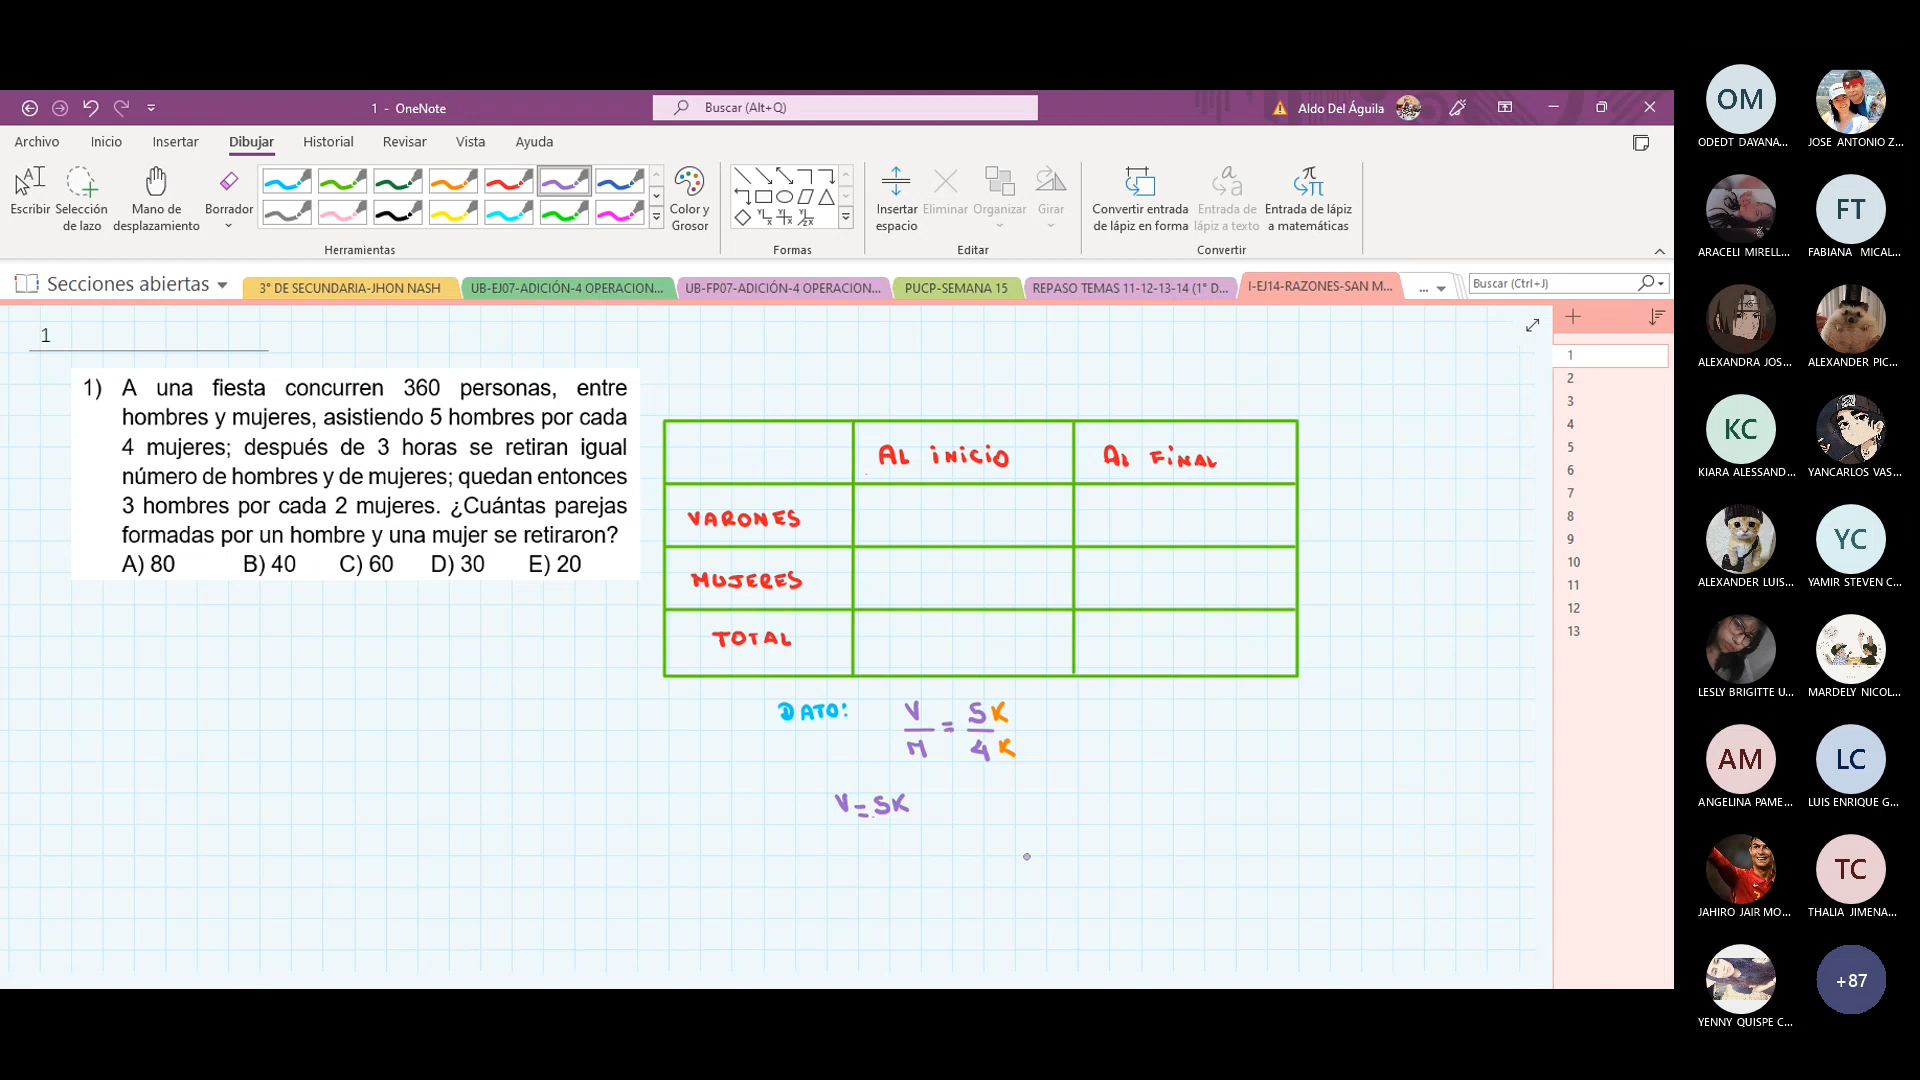 1 - OneNote
Buscar (Alt+Q)
Aldo Del Águila
Archivo Inicio Insertar Dibujar Historial Revisar Vista Ayuda
Escribir
Selección de lazo
Mano de desplazamiento
Borrador
Color y Grosor
Insertar espacio
Eliminar
Organizar
Girar
Convertir entrada de lápiz en forma
Entrada de lápiz a texto
Entrada de lápiz a matemáticas
Herramientas Formas Editar Convertir
Secciones abiertas
3° DE SECUNDARIA-JHON NASH
UB-EJ07-ADICIÓN-4 OPERACION...
UB-FP07-ADICIÓN-4 OPERACION...
PUCP-SEMANA 15
REPASO TEMAS 11-12-13-14 (1° D...
I-EJ14-RAZONES-SAN M...
...
Buscar (Ctrl+J)
1
1) A una fiesta concurren 360 personas, entre
hombres y mujeres, asistiendo 5 hombres por cada
4 mujeres; después de 3 horas se retiran igual
número de hombres y de mujeres; quedan entonces
3 hombres por cada 2 mujeres. ¿Cuántas parejas
formadas por un hombre y una mujer se retiraron?
A) 80 B) 40 C) 60 D) 30 E) 20
AL INICIO AL FINAL
VARONES
MUJERES
TOTAL
DATO: V/M = 5K/4K
V = 5K
1
2
3
4
5
6
7
8
9
10
11
12
13
OM
ODEDT DAYANA...
JOSE ANTONIO Z...
ARACELI MIRELL...
FT
FABIANA MICAL...
ALEXANDRA JOS...
ALEXANDER PIC...
KC
KIARA ALESSAND...
YANCARLOS VAS...
ALEXANDER LUIS...
YC
YAMIR STEVEN C...
LESLY BRIGITTE U...
MARDELY NICOL...
AM
ANGELINA PAME...
LC
LUIS ENRIQUE G...
JAHIRO JAIR MO...
TC
THALIA JIMENA...
YENNY QUISPE C...
+87